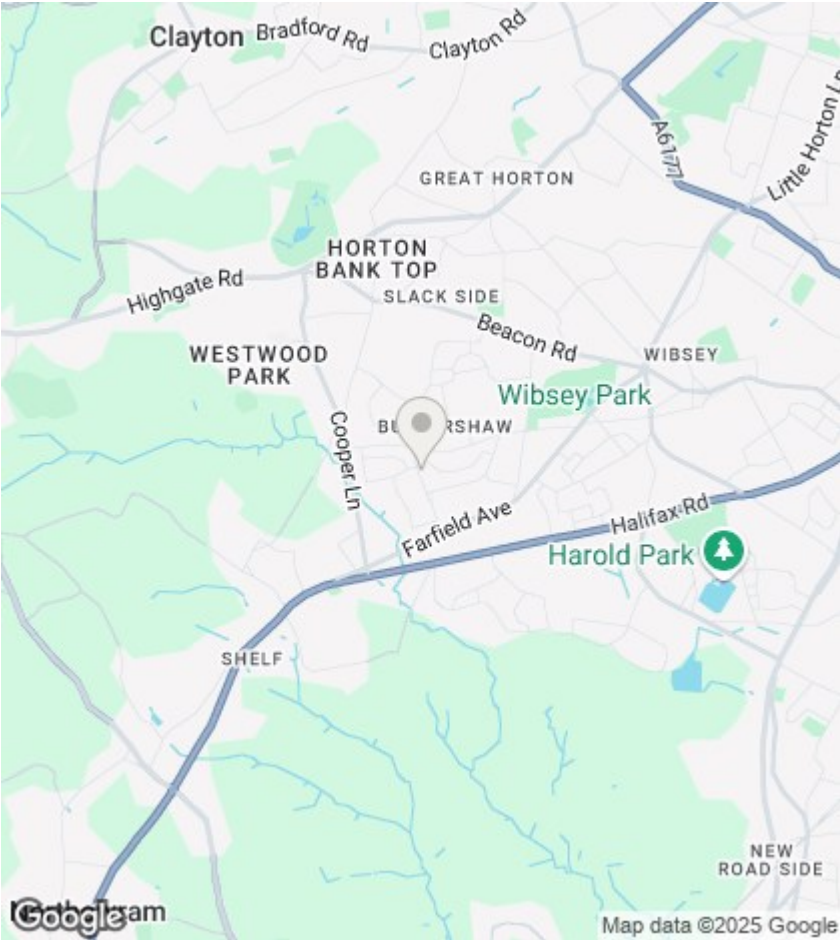 Clayton
Bradford Rd
Clayton Rd
A6177
Little Horton Ln
GREAT HORTON
HORTON
BANK TOP
Highgate Rd
SLACK SIDE
Beacon Rd
WIBSEY
WESTWOOD
PARK
Wibsey Park
Cooper Ln
Farfield Ave
Halifax Rd
Harold Park
SHELF
NEW
ROAD SIDE
Google
Map data ©2025 Google